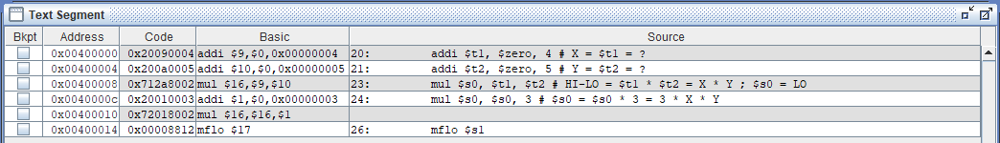 Text Segment
Bkpt Address Code Basic Source
0x00400000 0x20090004 addi $9,$0,0x00000004 20: addi $t1, $zero, 4 # X = $t1 = ?
0x00400004 0x200a0005 addi $10,$0,0x00000005 21: addi $t2, $zero, 5 # Y = $t2 = ?
0x00400008 0x712a8002 mul $16,$9,$10 23: mul $s0, $t1, $t2 # HI-LO = $t1 * $t2 = X * Y ; $s0 = LO
0x0040000c 0x20010003 addi $1,$0,0x00000003 24: mul $s0, $s0, 3 # $s0 = $s0 * 3 = 3 * X * Y
0x00400010 0x72018002 mul $16,$16,$1
0x00400014 0x00008812 mflo $17 26: mflo $s1